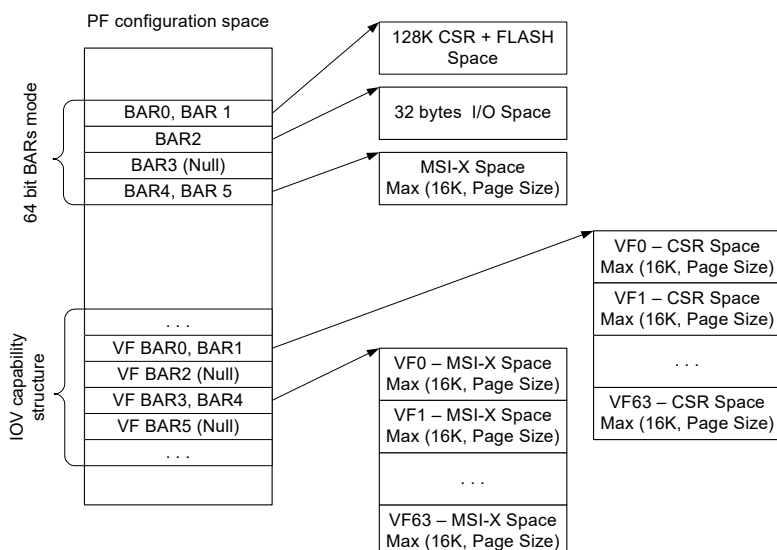 PF configuration space
64 bit BARs mode
BAR0, BAR 1
BAR2
BAR3 (Null)
BAR4, BAR 5
128K CSR + FLASH
Space
32 bytes  I/O Space
MSI-X Space
Max (16K, Page Size)
IOV capability
structure
. . .
VF BAR0, BAR1
VF BAR2 (Null)
VF BAR3, BAR4
VF BAR5 (Null)
. . .
VF0 – MSI-X Space
Max (16K, Page Size)
VF1 – MSI-X Space
Max (16K, Page Size)
. . .
VF63 – MSI-X Space
Max (16K, Page Size)
VF0 – CSR Space
Max (16K, Page Size)
VF1 – CSR Space
Max (16K, Page Size)
. . .
VF63 – CSR Space
Max (16K, Page Size)